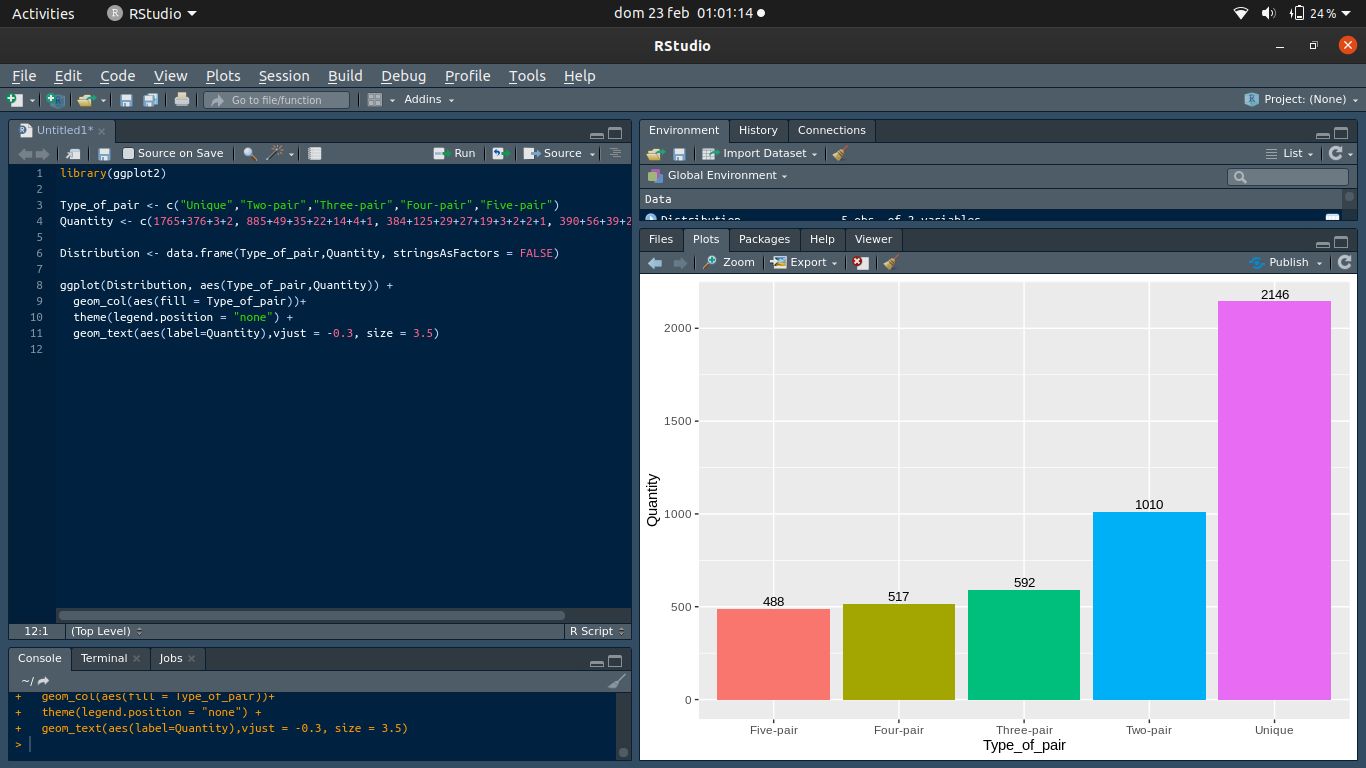 Activities RStudio dom 23 feb 01:01:14 24%
RStudio
File Edit Code View Plots Session Build Debug Profile Tools Help
Go to file/function Addins Project: (None)
Untitled1*
Source on Save Run Source
1 library(ggplot2)
2
3 Type_of_pair <- c("Unique","Two-pair","Three-pair","Four-pair","Five-pair")
4 Quantity <- c(1765+376+3+2, 885+49+35+22+14+4+1, 384+125+29+27+19+3+2+2+1, 390+56+39+2
5
6 Distribution <- data.frame(Type_of_pair,Quantity, stringsAsFactors = FALSE)
7
8 ggplot(Distribution, aes(Type_of_pair,Quantity)) +
9 geom_col(aes(fill = Type_of_pair))+
10 theme(legend.position = "none") +
11 geom_text(aes(label=Quantity),vjust = -0.3, size = 3.5)
12
12:1 (Top Level) R Script
Console Terminal Jobs
~/
+ geom_col(aes(fill = Type_of_pair))+
+ theme(legend.position = "none") +
+ geom_text(aes(label=Quantity),vjust = -0.3, size = 3.5)
>
Environment History Connections
Import Dataset List
Global Environment
Data
Distribution 5 obs. of 2 variables
Files Plots Packages Help Viewer
Zoom Export Publish
2146
2000
1500
1010
1000
592
517
500
488
0
Quantity
Five-pair Four-pair Three-pair Two-pair Unique
Type_of_pair